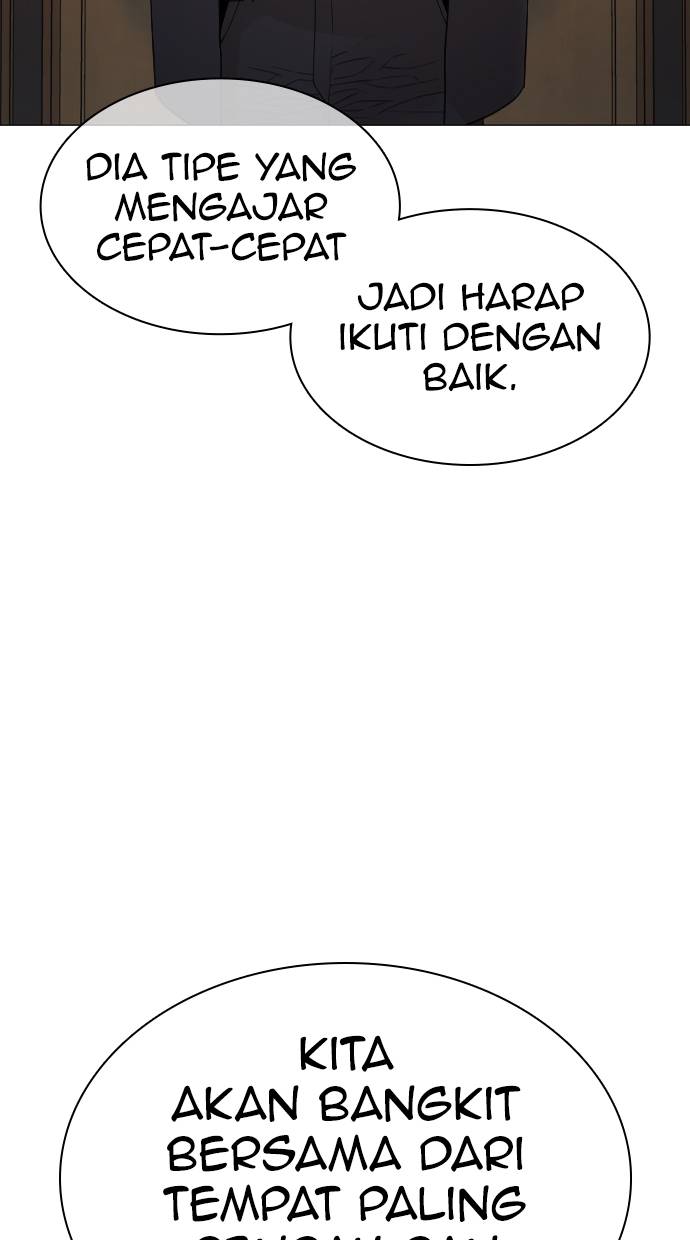 DIA TIPE YANG
MENGAJAR
CEPAT-CEPAT
JADI HARAP
IKUTI DENGAN
BAIK.
KITA
AKAN BANGKIT
BERSAMA DARI
TEMPAT PALING